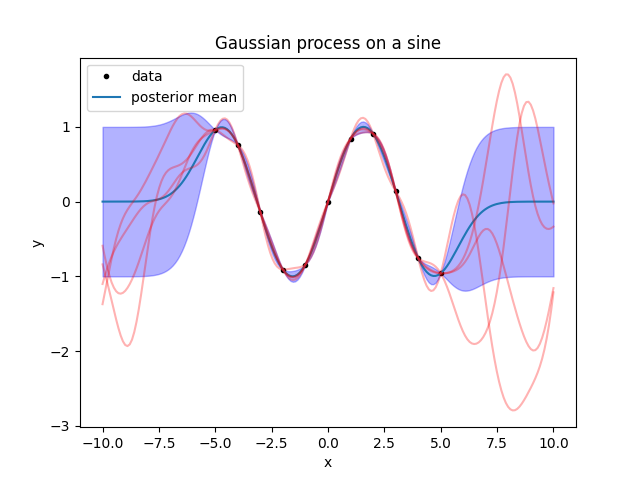 Gaussian process on a sine
data
posterior mean
y
1
0
−1
−2
−3
−10.0 −7.5 −5.0 −2.5 0.0 2.5 5.0 7.5 10.0
x